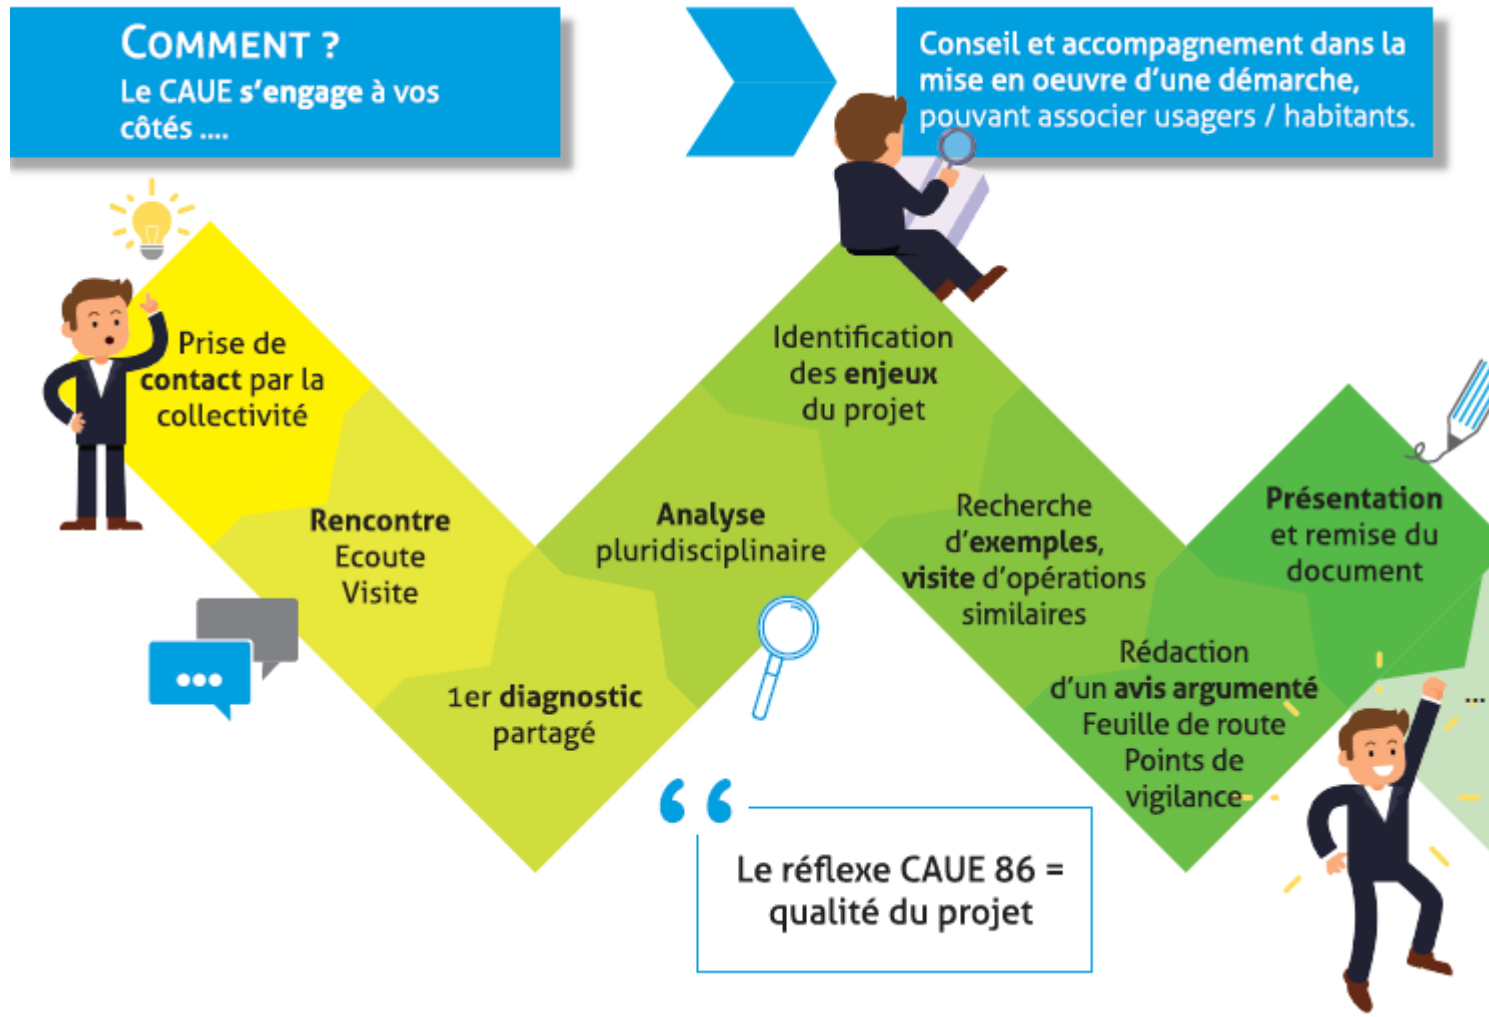 COMMENT ?
Le CAUE s'engage à vos
côtés ....
Conseil et accompagnement dans la
mise en oeuvre d'une démarche,
pouvant associer usagers / habitants.
Prise de
contact par la
collectivité
Rencontre
Ecoute
Visite
1er diagnostic
partagé
Analyse
pluridisciplinaire
Identification
des enjeux
du projet
Recherche
d'exemples,
visite d'opérations
similaires
Rédaction
d'un avis argumenté
Feuille de route
Points de
vigilance
Présentation
et remise du
document
...
Le réflexe CAUE 86 =
qualité du projet